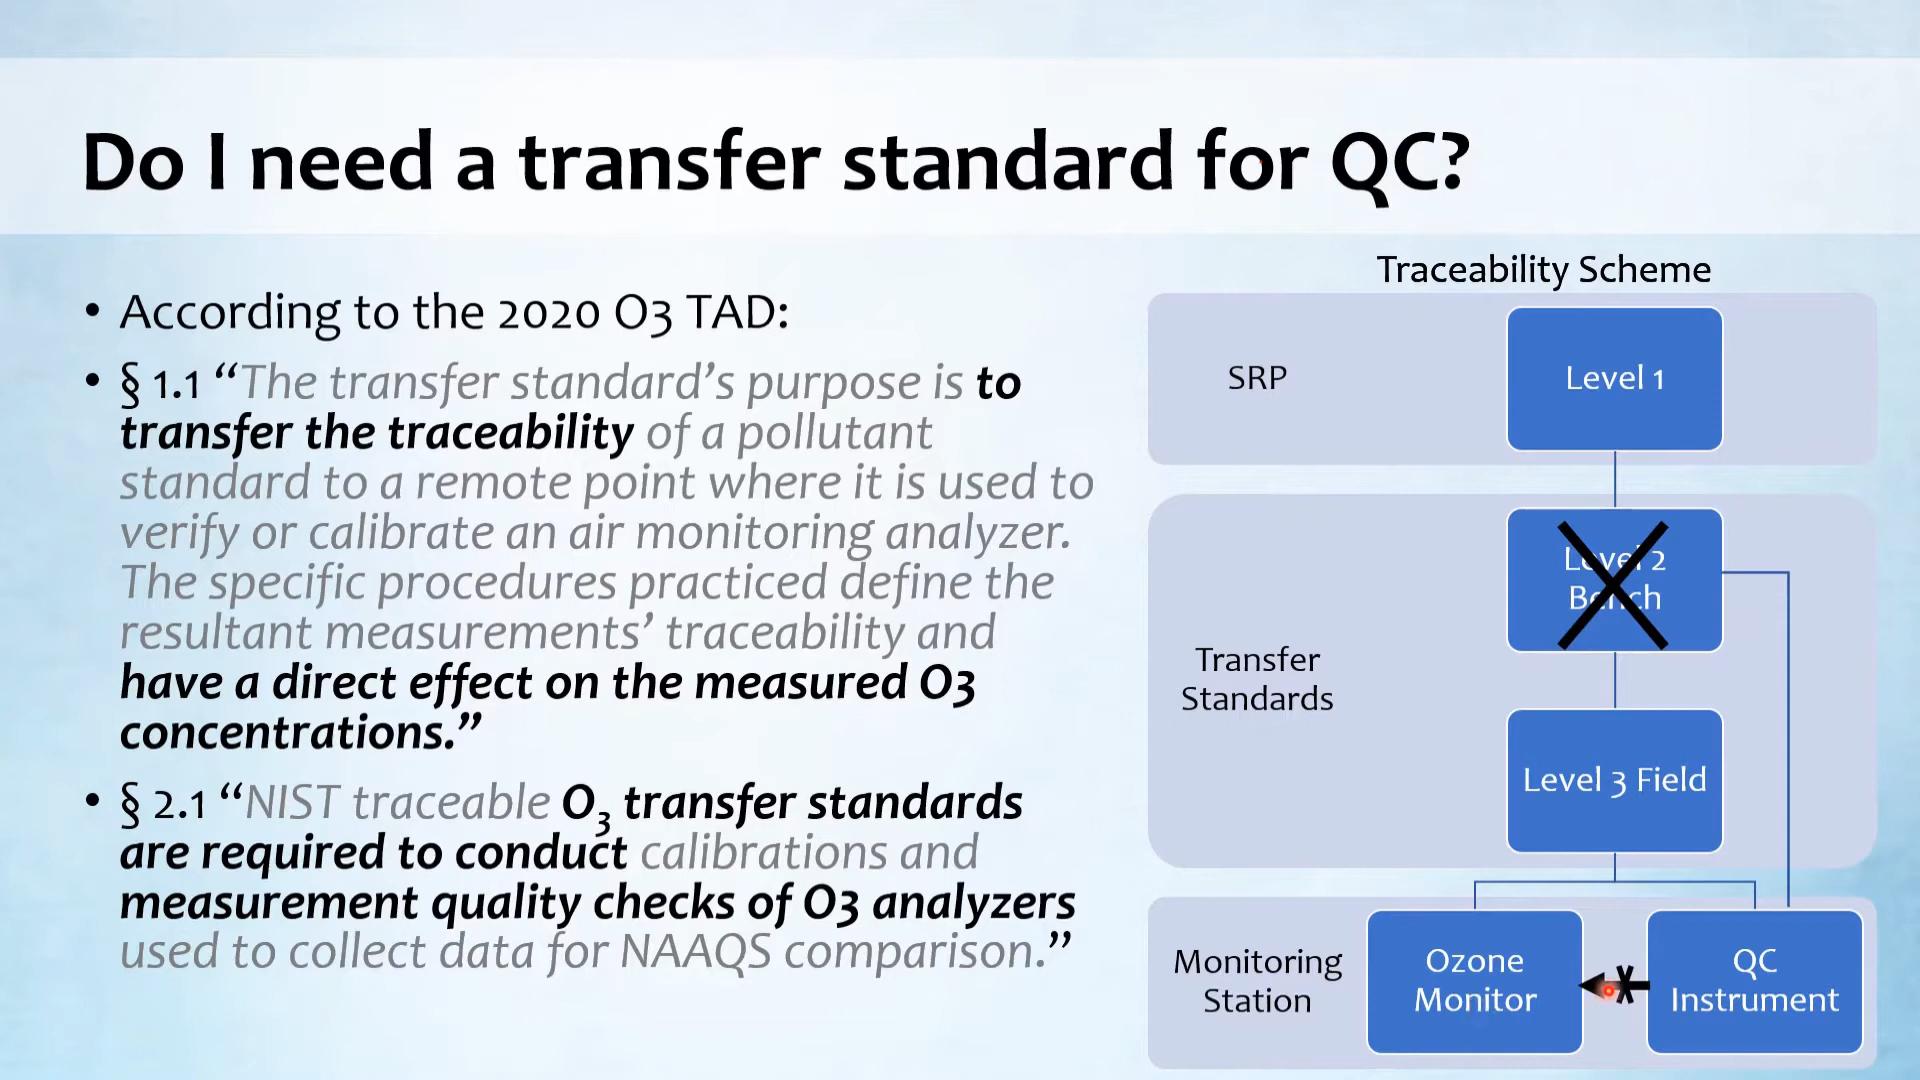 Do I need a transfer standard for QC?
• According to the 2020 O3 TAD:
• § 1.1 “The transfer standard’s purpose is to
transfer the traceability of a pollutant
standard to a remote point where it is used to
verify or calibrate an air monitoring analyzer.
The specific procedures practiced define the
resultant measurements’ traceability and
have a direct effect on the measured O3
concentrations.”
• § 2.1 “NIST traceable O₃ transfer standards
are required to conduct calibrations and
measurement quality checks of O3 analyzers
used to collect data for NAAQS comparison.”
Traceability Scheme
SRP
Level 1
Transfer
Standards
Level 2
Bench
Level 3 Field
Monitoring
Station
Ozone
Monitor
QC
Instrument